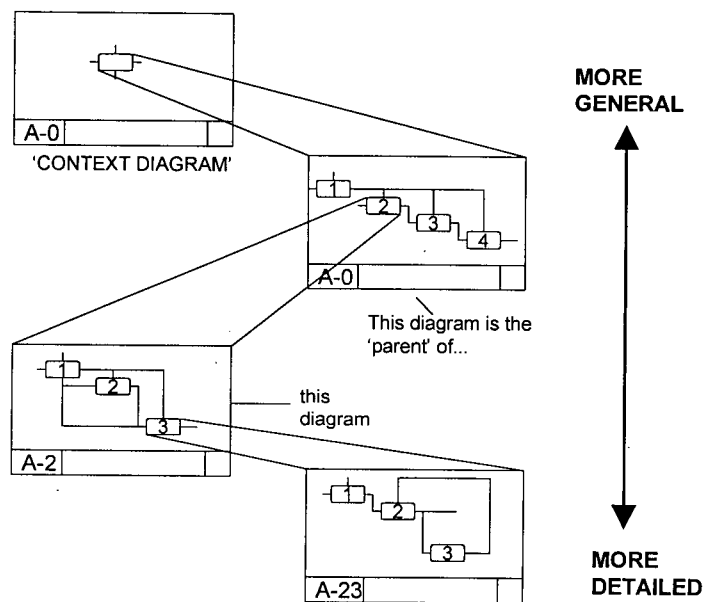 MORE
GENERAL
A-0
'CONTEXT DIAGRAM'
1
2
3
4
A-0
This diagram is the
'parent' of...
1
2
3
this
diagram
A-2
1
2
3
A-23
MORE
DETAILED